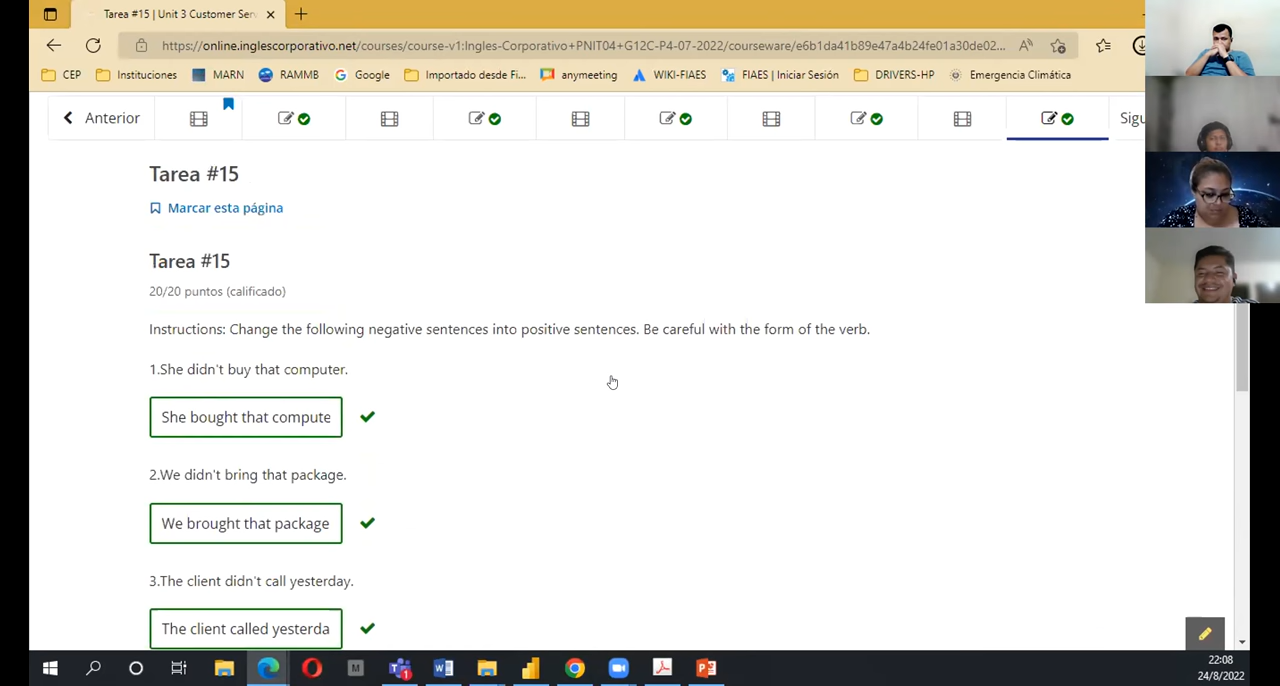 Tarea #15 | Unit 3 Customer Ser
https://online.inglescorporativo.net/courses/course-v1:Ingles-Corporativo+PNIT04+G12C-P4-07-2022/courseware/e6b1da41b89e47a4b24fe01a30de02...
CEP Instituciones MARN RAMMB Google Importado desde Fi... anymeeting WIKI-FIAES FIAES | Iniciar Sesión DRIVERS-HP Emergencia Climática
Anterior Sigu
Tarea #15
Marcar esta página
Tarea #15
20/20 puntos (calificado)
Instructions: Change the following negative sentences into positive sentences. Be careful with the form of the verb.
1.She didn't buy that computer.
She bought that compute
2.We didn't bring that package.
We brought that package
3.The client didn't call yesterday.
The client called yesterda
22:08
24/8/2022